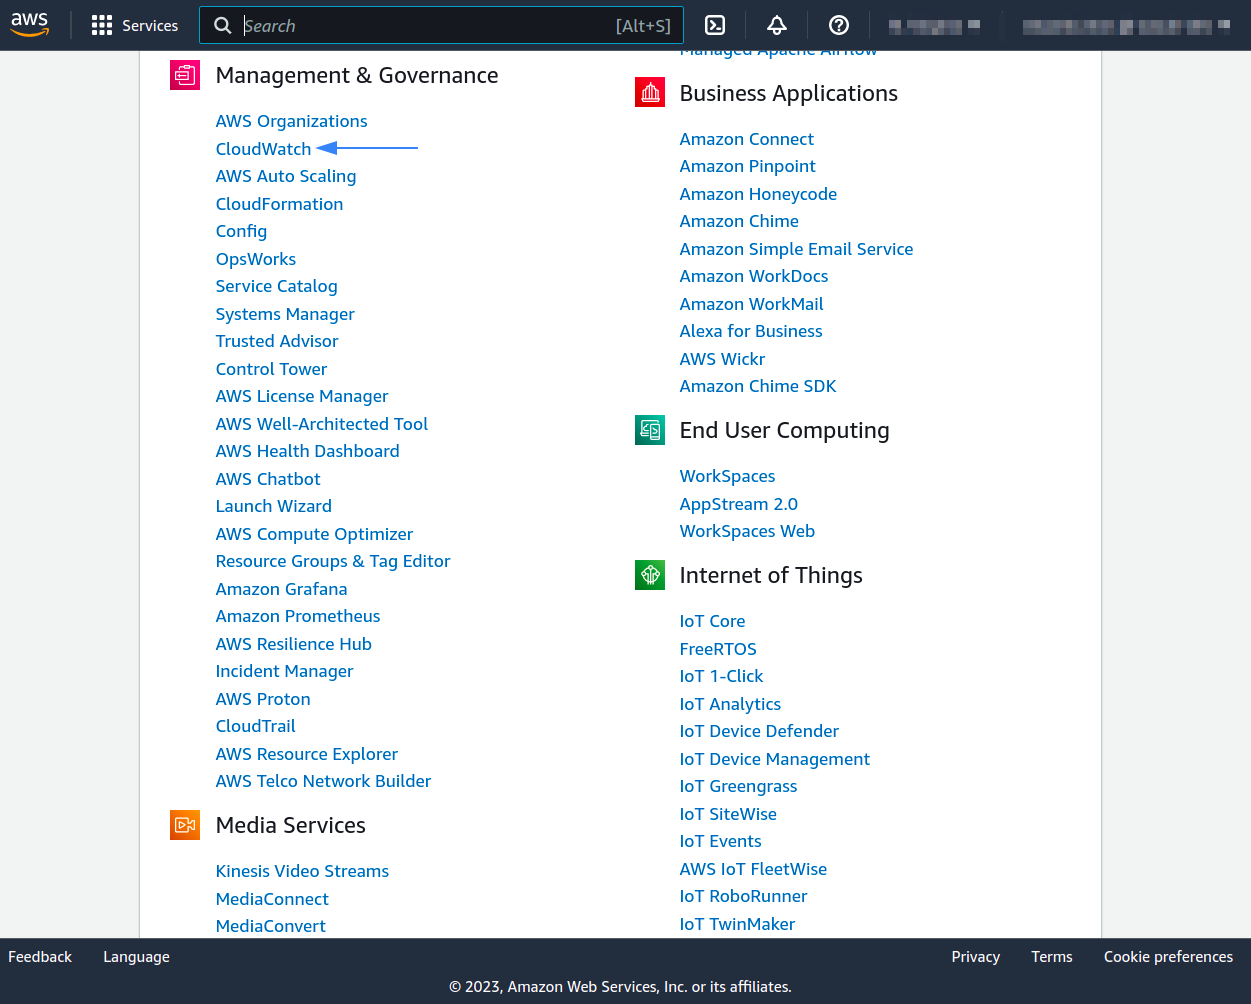 aws
Services
Search
[Alt+S]
Management & Governance
AWS Organizations
CloudWatch
AWS Auto Scaling
CloudFormation
Config
OpsWorks
Service Catalog
Systems Manager
Trusted Advisor
Control Tower
AWS License Manager
AWS Well-Architected Tool
AWS Health Dashboard
AWS Chatbot
Launch Wizard
AWS Compute Optimizer
Resource Groups & Tag Editor
Amazon Grafana
Amazon Prometheus
AWS Resilience Hub
Incident Manager
AWS Proton
CloudTrail
AWS Resource Explorer
AWS Telco Network Builder
Media Services
Kinesis Video Streams
MediaConnect
MediaConvert
Managed Apache Airflow
Business Applications
Amazon Connect
Amazon Pinpoint
Amazon Honeycode
Amazon Chime
Amazon Simple Email Service
Amazon WorkDocs
Amazon WorkMail
Alexa for Business
AWS Wickr
Amazon Chime SDK
End User Computing
WorkSpaces
AppStream 2.0
WorkSpaces Web
Internet of Things
IoT Core
FreeRTOS
IoT 1-Click
IoT Analytics
IoT Device Defender
IoT Device Management
IoT Greengrass
IoT SiteWise
IoT Events
AWS IoT FleetWise
IoT RoboRunner
IoT TwinMaker
Feedback
Language
Privacy
Terms
Cookie preferences
© 2023, Amazon Web Services, Inc. or its affiliates.